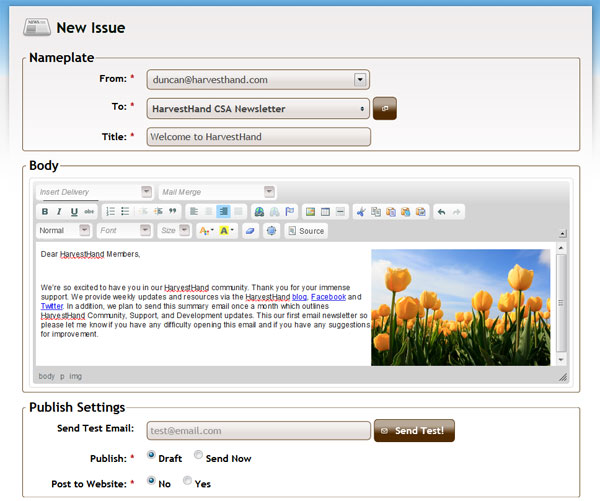 NEWS
New Issue
Nameplate
From: * duncan@harvesthand.com
To: * HarvestHand CSA Newsletter
Title: * Welcome to HarvestHand
Body
Insert Delivery Mail Merge
B I U abc
Normal Font Size A A Source
Dear HarvestHand Members,
We're so excited to have you in our HarvestHand community. Thank you for your immense
support. We provide weekly updates and resources via the HarvestHand blog, Facebook and
Twitter. In addition, we plan to send this summary email once a month which outlines
HarvestHand Community, Support, and Development updates. This our first email newsletter so
please let me know if you have any difficulty opening this email and if you have any suggestions
for improvement.
body p img
Publish Settings
Send Test Email: test@email.com Send Test!
Publish: * Draft Send Now
Post to Website: * No Yes